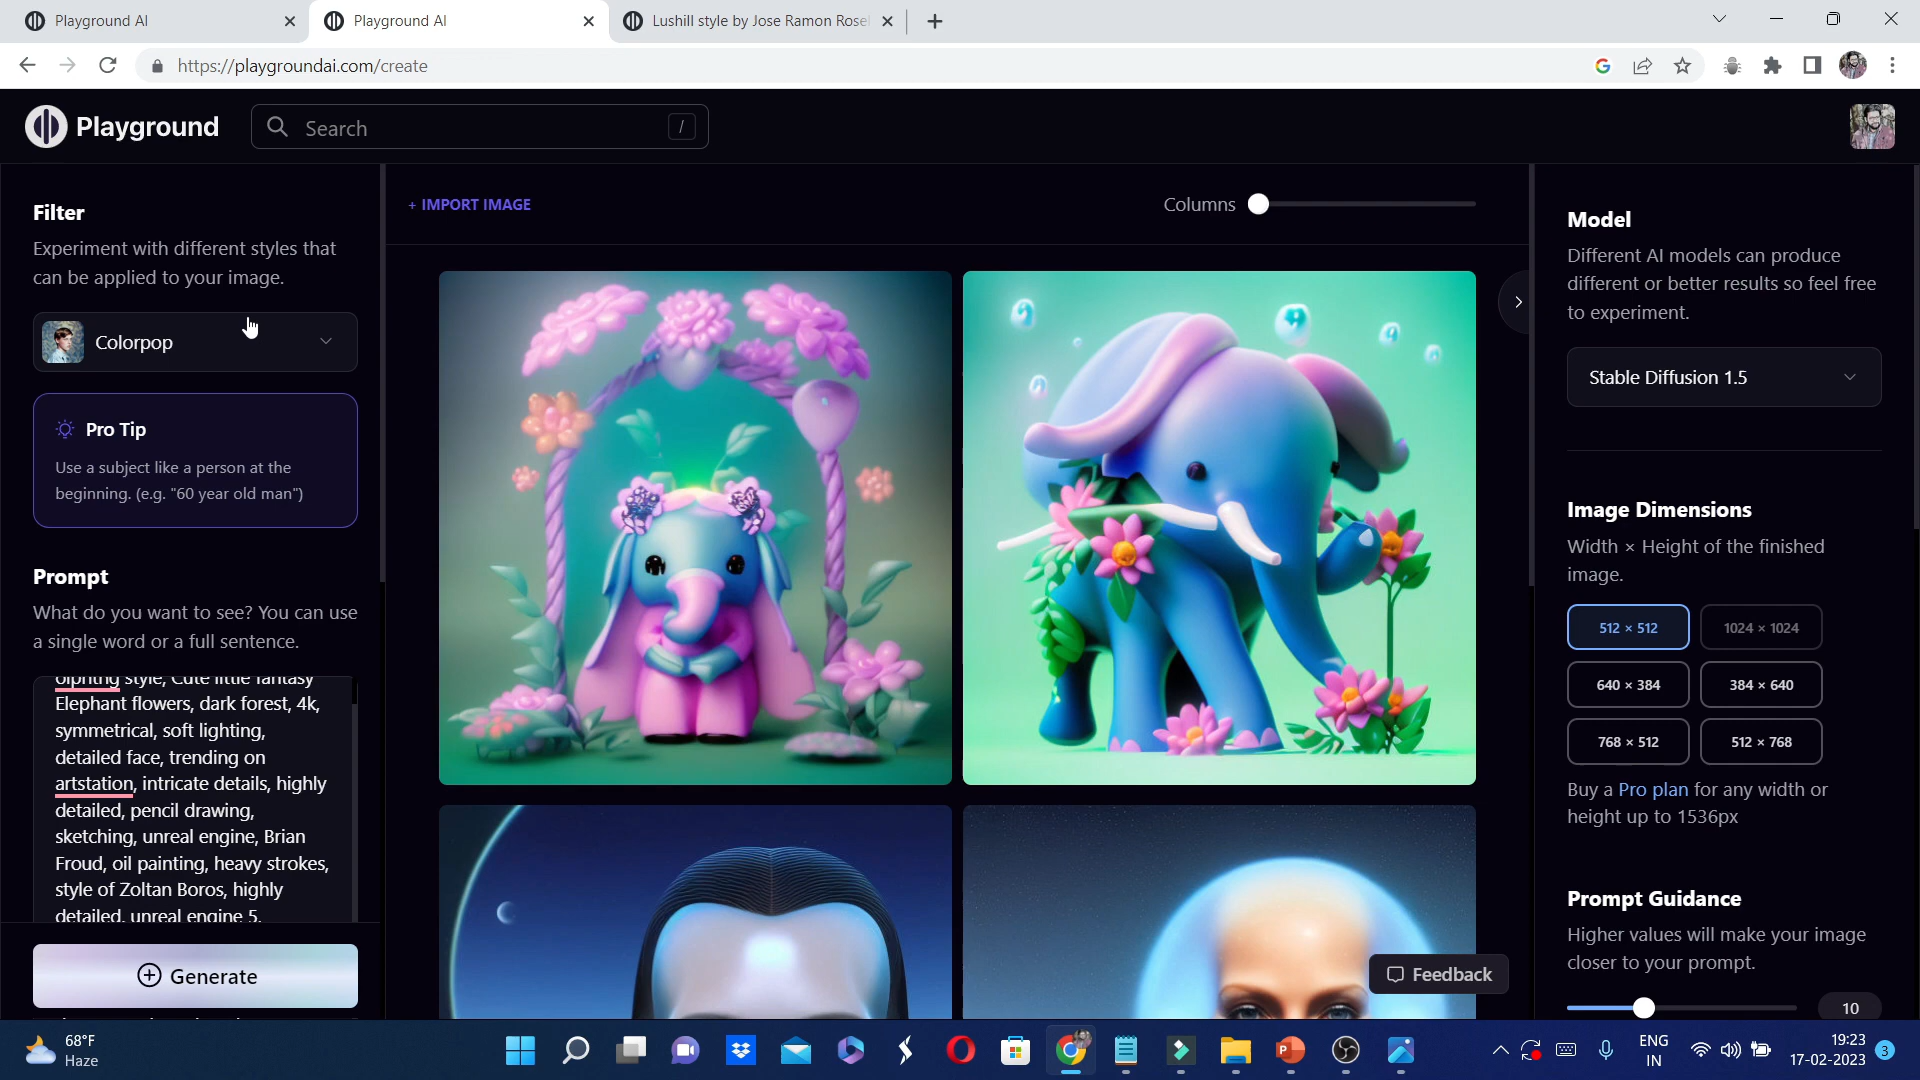 Playground AI
Playground AI
Lushill style by Jose Ramon Rose
https://playgroundai.com/create
Playground
Search
/
Filter
Experiment with different styles that
can be applied to your image.
Colorpop
Pro Tip
Use a subject like a person at the
beginning. (e.g. "60 year old man")
Prompt
What do you want to see? You can use
a single word or a full sentence.
style, Cute little fantasy
Elephant flowers, dark forest, 4k,
symmetrical, soft lighting,
detailed face, trending on
artstation, intricate details, highly
detailed, pencil drawing,
sketching, unreal engine, Brian
Froud, oil painting, heavy strokes,
style of Zoltan Boros, highly
detailed, unreal engine 5,
Generate
+ IMPORT IMAGE
Columns
Model
Different AI models can produce
different or better results so feel free
to experiment.
Stable Diffusion 1.5
Image Dimensions
Width × Height of the finished
image.
512 × 512
1024 × 1024
640 × 384
384 × 640
768 × 512
512 × 768
Buy a Pro plan for any width or
height up to 1536px
Prompt Guidance
Higher values will make your image
closer to your prompt.
10
Feedback
68°F
Haze
ENG
IN
19:23
17-02-2023
3